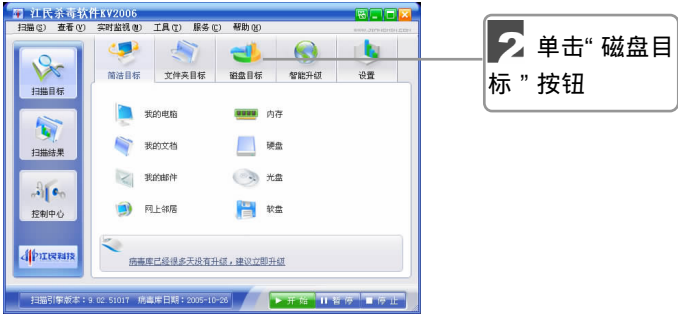 江民杀毒软件KV2006
扫描(S) 查看(V) 实时监视(M) 工具(T) 服务(C) 帮助(H)
简洁目标 文件夹目标 磁盘目标 智能升级 设置
扫描目标
扫描结果
控制中心
江民科技
我的电脑 内存
我的文档 硬盘
我的邮件 光盘
网上邻居 软盘
病毒库已经很多天没有升级，建议立即升级
扫描引擎版本：9.02.51017 病毒库日期：2005-10-26
开始 暂停 停止
2 单击“磁盘目
标”按钮